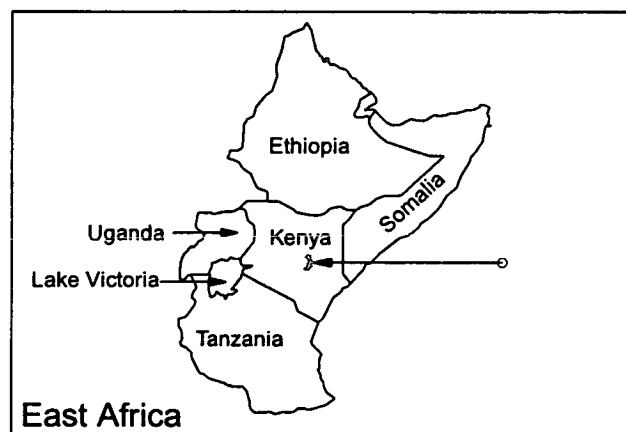 Ethiopia
Somalia
Uganda
Kenya
Lake Victoria
Tanzania
East Africa